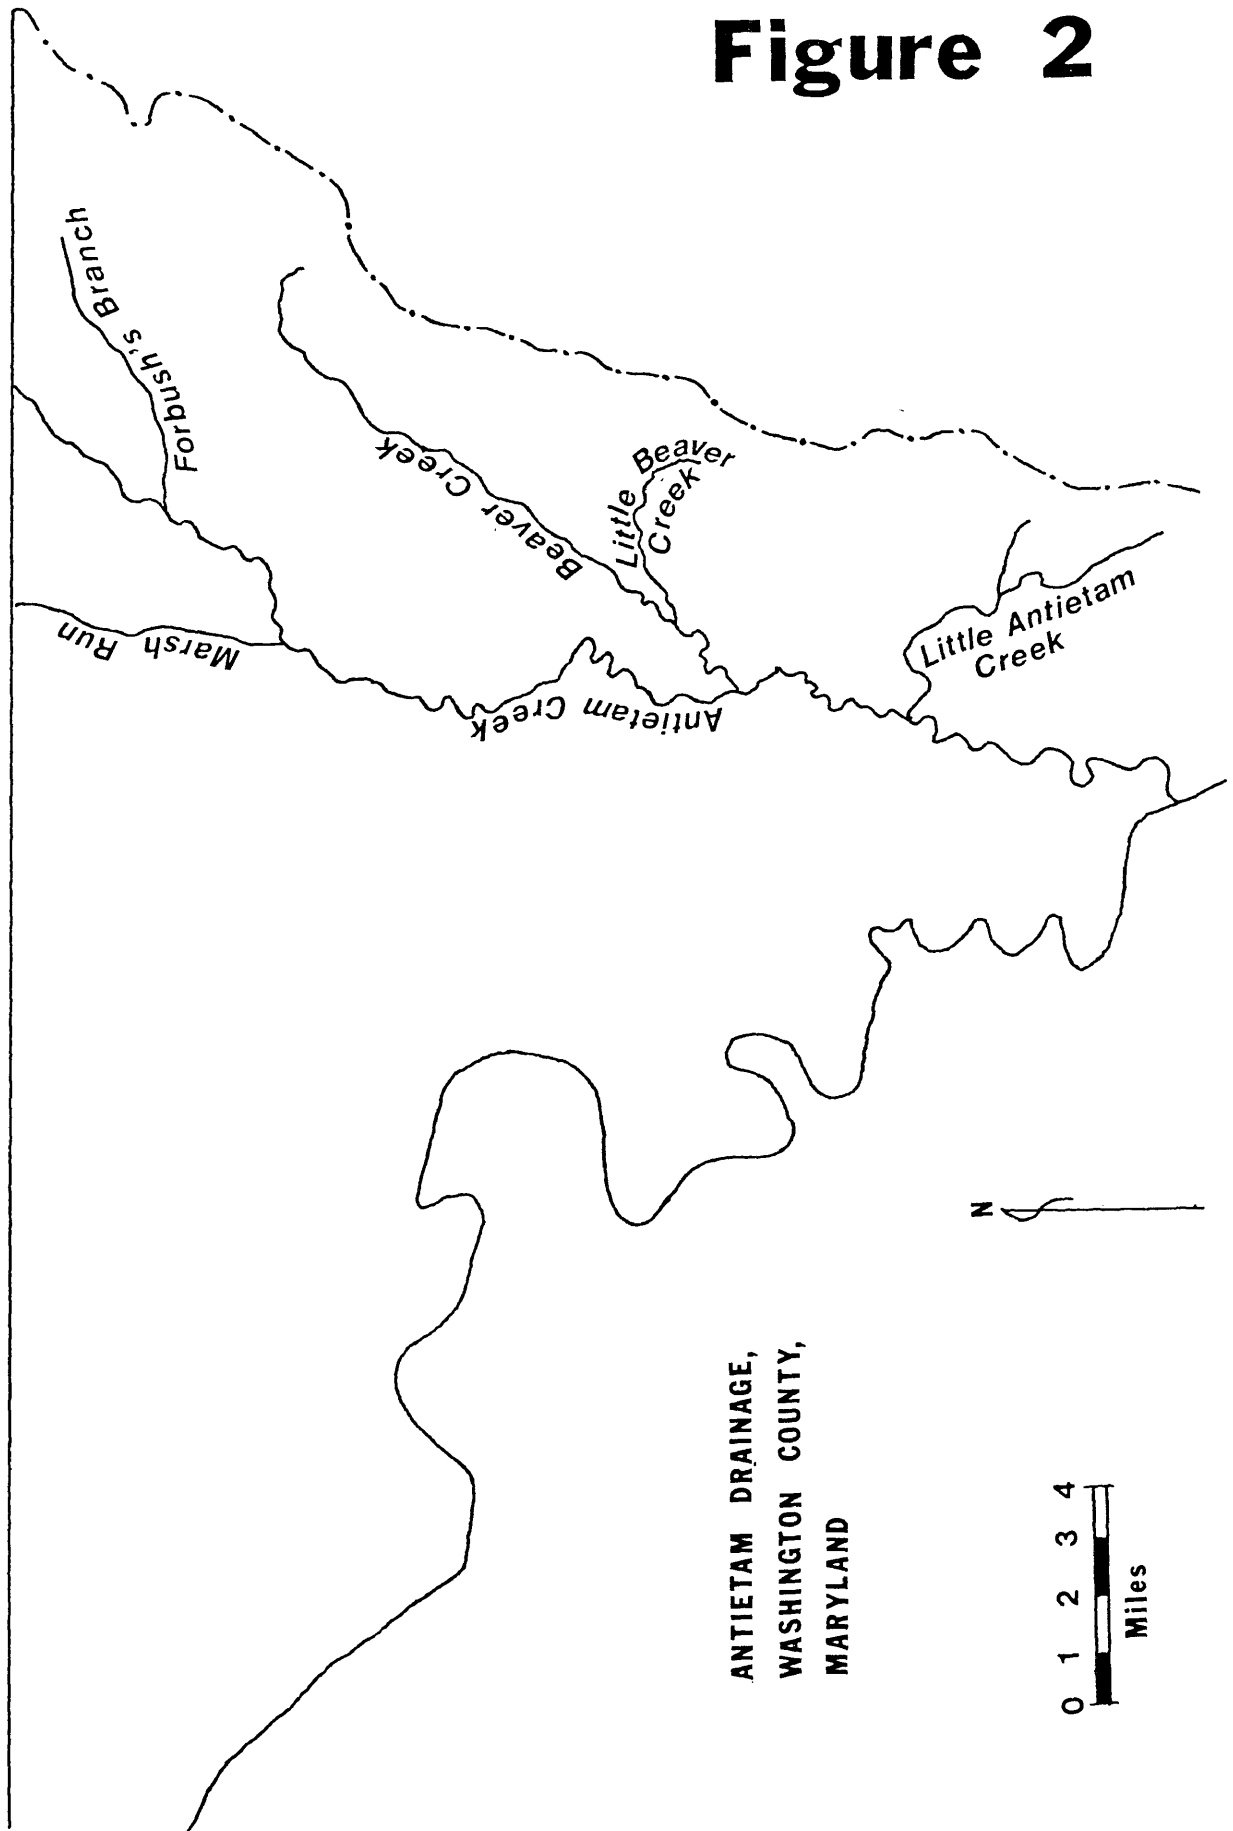 Figure 2
Forbush's Branch
Marsh Run
Beaver Creek
Little Beaver
Creek
Antietam Creek
Little Antietam
Creek
N
ANTIETAM DRAINAGE,
WASHINGTON COUNTY,
MARYLAND
0 1 2 3 4
Miles